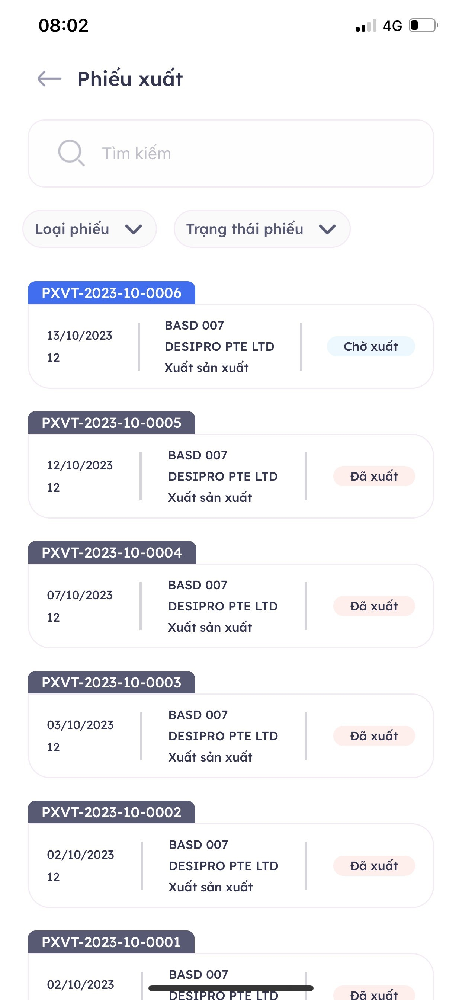 08:02
4G
Phiếu xuất
Tìm kiếm
Loại phiếu
Trạng thái phiếu
PXVT-2023-10-0006
13/10/2023
12
BASD 007
DESIPRO PTE LTD
Xuất sản xuất
Chờ xuất
PXVT-2023-10-0005
12/10/2023
12
BASD 007
DESIPRO PTE LTD
Xuất sản xuất
Đã xuất
PXVT-2023-10-0004
07/10/2023
12
BASD 007
DESIPRO PTE LTD
Xuất sản xuất
Đã xuất
PXVT-2023-10-0003
03/10/2023
12
BASD 007
DESIPRO PTE LTD
Xuất sản xuất
Đã xuất
PXVT-2023-10-0002
02/10/2023
12
BASD 007
DESIPRO PTE LTD
Xuất sản xuất
Đã xuất
PXVT-2023-10-0001
02/10/2023
BASD 007
DESIPRO PTE LTD
Đã xuất